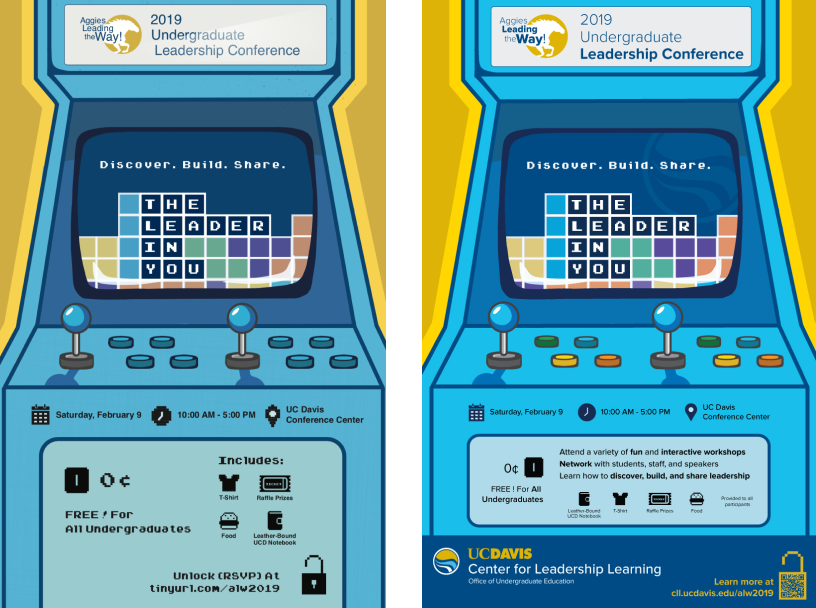 Aggies
Leading
the Way!
2019
Undergraduate
Leadership Conference
Discover. Build. Share.
THE
LEADER
IN
YOU
Saturday, February 9
10:00 AM - 5:00 PM
UC Davis
Conference Center
0¢
FREE! For
All Undergraduates
Includes:
T-Shirt
Raffle Prizes
Food
Leather-Bound
UCD Notebook
Unlock (RSVP) At
tinyurl.com/alw2019
Aggies
Leading
the Way!
2019
Undergraduate
Leadership Conference
Discover. Build. Share.
THE
LEADER
IN
YOU
Saturday, February 9
10:00 AM - 5:00 PM
UC Davis
Conference Center
0¢
FREE! For All
Undergraduates
Attend a variety of fun and interactive workshops
Network with students, staff, and speakers
Learn how to discover, build, and share leadership
Leather-Bound
UCD Notebook
T-Shirt
Raffle Prizes
Food
Provided to all
participants
UCDAVIS
Center for Leadership Learning
Office of Undergraduate Education
Learn more at
cll.ucdavis.edu/alw2019